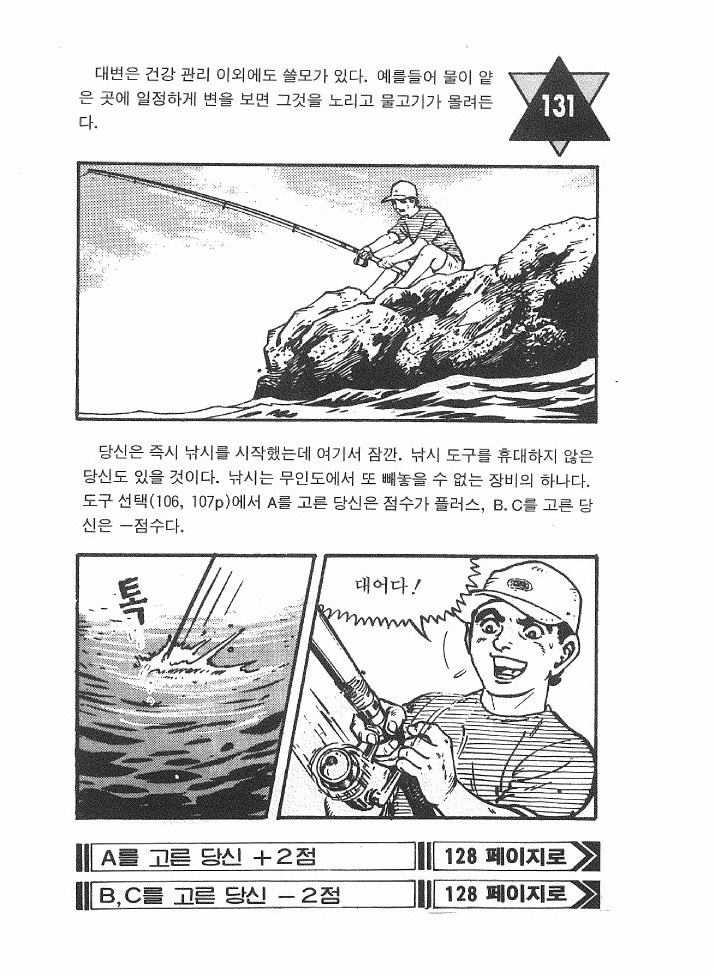 대변은 건강 관리 이외에도 쓸모가 있다. 예를들어 물이 얕
은 곳에 일정하게 변을 보면 그것을 노리고 물고기가 몰려든
다.
131
당신은 즉시 낚시를 시작했는데 여기서 잠깐. 낚시 도구를 휴대하지 않은
당신도 있을 것이다. 낚시는 무인도에서 또 빼놓을 수 없는 장비의 하나다.
도구 선택(106, 107p)에서 A를 고른 당신은 점수가 플러스, B. C를 고른 당
신은 −점수다.
톡
대어다!
A를 고른 당신 +2점
128 페이지로
B,C를 고른 당신 −2점
128 페이지로